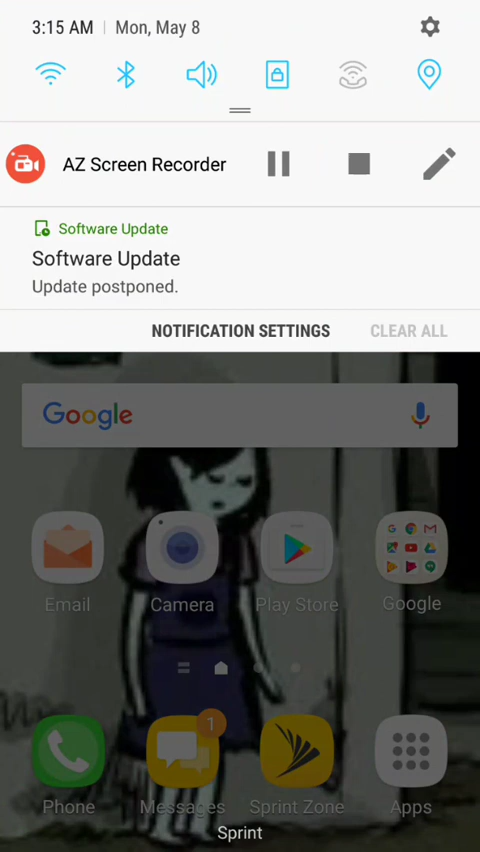 3:15 AM | Mon, May 8
AZ Screen Recorder
Software Update
Software Update
Update postponed.
NOTIFICATION SETTINGS CLEAR ALL
Google
Email Camera Play Store Google
1
Phone Messages Sprint Zone Apps
Sprint